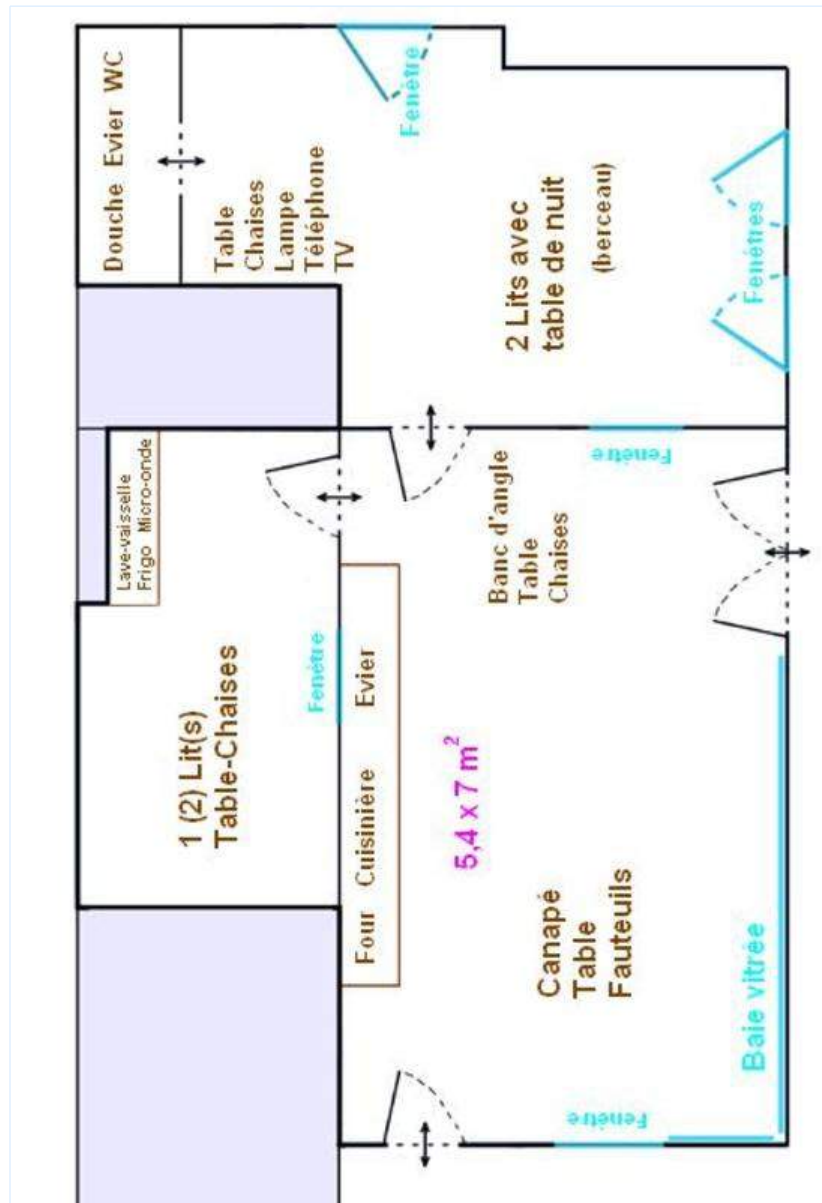 Douche Evier WC
Table
Chaises
Lampe
Téléphone
TV
Fenêtre
2 Lits avec
table de nuit
(berceau)
Fenêtres
Lave-vaisselle
Frigo Micro-onde
1 (2) Lit(s)
Table-Chaises
Fenêtre
Four Cuisinière Evier
Banc d'angle
Table
Chaises
Fenêtre
5,4 x 7 m²
Canapé
Table
Fauteuils
Fenêtre
Baie vitrée